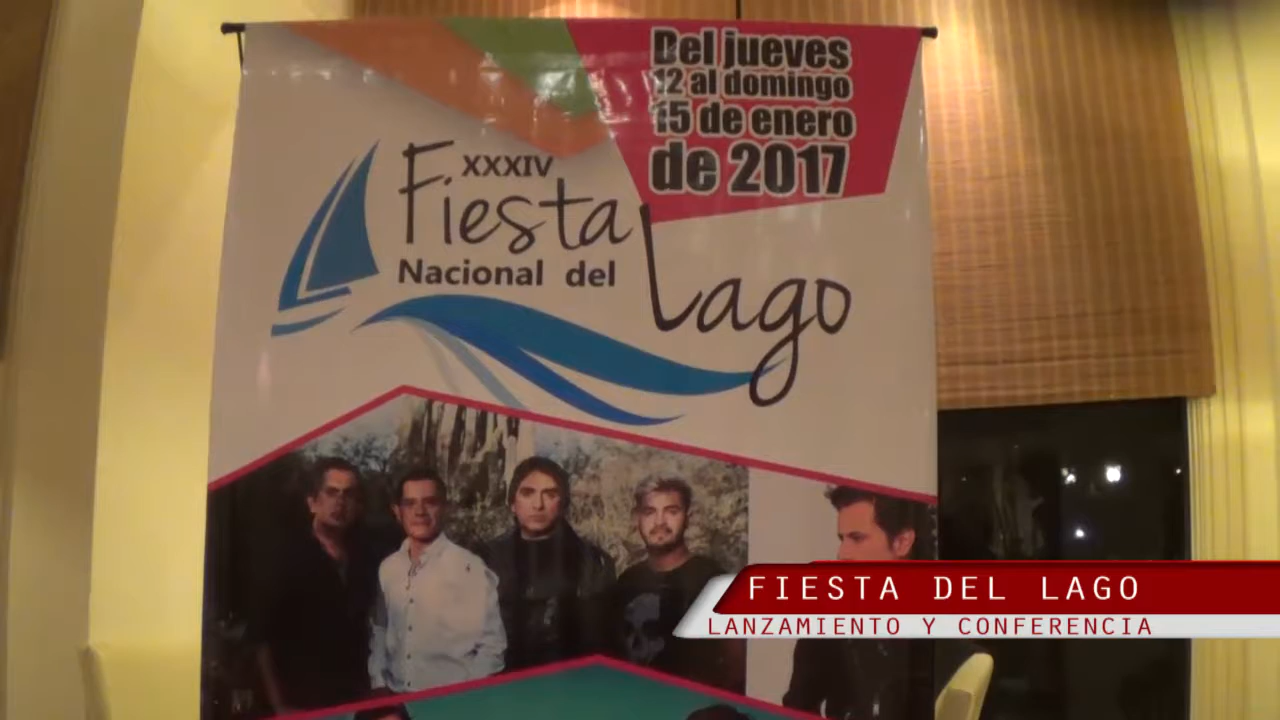 Del jueves
12 al domingo
15 de enero
de 2017
XXXIV
Fiesta
Nacional del
Lago
FIESTA DEL LAGO
LANZAMIENTO Y CONFERENCIA